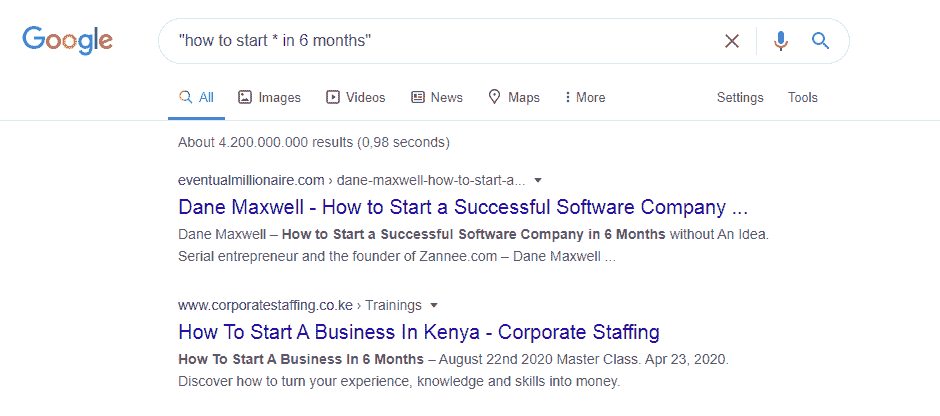 Google
"how to start * in 6 months"
All Images Videos News Maps More Settings Tools
About 4.200.000.000 results (0,98 seconds)
eventualmillionaire.com › dane-maxwell-how-to-start-a...
Dane Maxwell - How to Start a Successful Software Company ...
Dane Maxwell – How to Start a Successful Software Company in 6 Months without An Idea.
Serial entrepreneur and the founder of Zannee.com – Dane Maxwell ...
www.corporatestaffing.co.ke › Trainings
How To Start A Business In Kenya - Corporate Staffing
How To Start A Business In 6 Months – August 22nd 2020 Master Class. Apr 23, 2020.
Discover how to turn your experience, knowledge and skills into money.